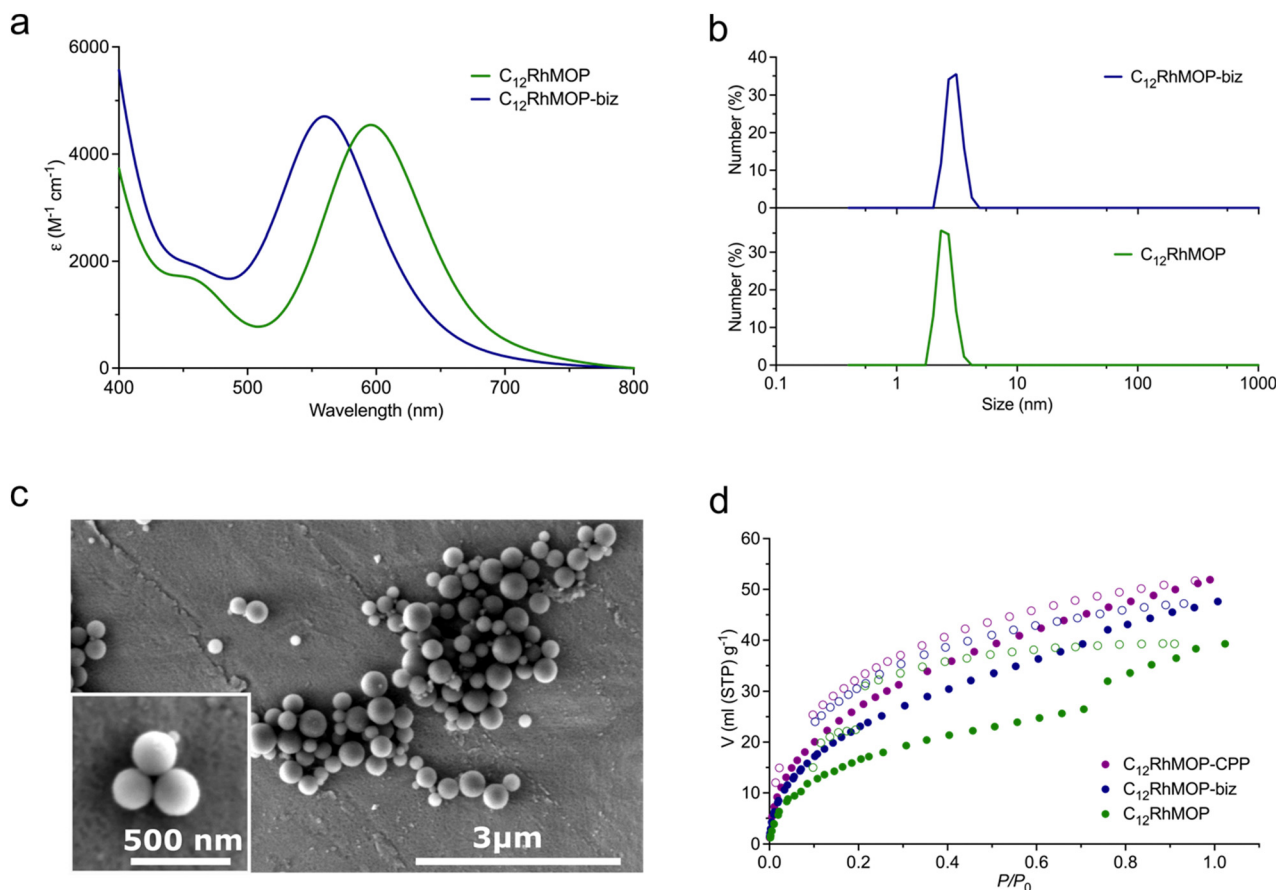 a
6000
4000
2000
0
ε (M⁻¹ cm⁻¹)
C₁₂RhMOP
C₁₂RhMOP-biz
400 500 600 700 800
Wavelength (nm)
b
40
30
20
10
0
Number (%)
C₁₂RhMOP-biz
30
20
10
0
Number (%)
C₁₂RhMOP
0.1 1 10 100 1000
Size (nm)
c
500 nm
3μm
d
60
50
40
30
20
10
0
V (ml (STP) g⁻¹)
C₁₂RhMOP-CPP
C₁₂RhMOP-biz
C₁₂RhMOP
0.0 0.2 0.4 0.6 0.8 1.0
P/P₀